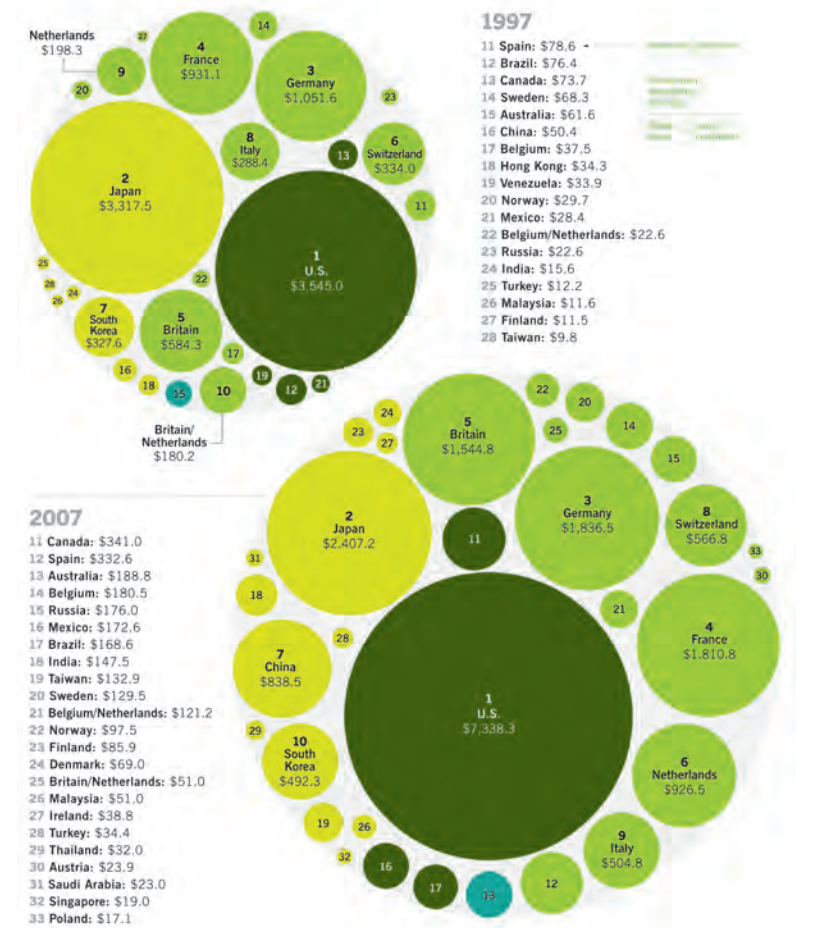 Netherlands
$198.3
9
20
27
4
France
$931.1
14
3
Germany
$1,051.6
23
8
Italy
$288.4
13
6
Switzerland
$334.0
11
2
Japan
$3,317.5
1
U.S.
$3,545.0
25
28
26
24
22
7
South
Korea
$327.6
5
Britain
$584.3
17
16
18
15
10
19
12
21
Britain/
Netherlands
$180.2
1997
11 Spain: $78.6
12 Brazil: $76.4
13 Canada: $73.7
14 Sweden: $68.3
15 Australia: $61.6
16 China: $50.4
17 Belgium: $37.5
18 Hong Kong: $34.3
19 Venezuela: $33.9
20 Norway: $29.7
21 Mexico: $28.4
22 Belgium/Netherlands: $22.6
23 Russia: $22.6
24 India: $15.6
25 Turkey: $12.2
26 Malaysia: $11.6
27 Finland: $11.5
28 Taiwan: $9.8
2007
11 Canada: $341.0
12 Spain: $332.6
13 Australia: $188.8
14 Belgium: $180.5
15 Russia: $176.0
16 Mexico: $172.6
17 Brazil: $168.6
18 India: $147.5
19 Taiwan: $132.9
20 Sweden: $129.5
21 Belgium/Netherlands: $121.2
22 Norway: $97.5
23 Finland: $85.9
24 Denmark: $69.0
25 Britain/Netherlands: $51.0
26 Malaysia: $51.0
27 Ireland: $38.8
28 Turkey: $34.4
29 Thailand: $32.0
30 Austria: $23.9
31 Saudi Arabia: $23.0
32 Singapore: $19.0
33 Poland: $17.1
24
23
27
5
Britain
$1,544.8
22
20
25
14
15
2
Japan
$2.407.2
11
3
Germany
$1,836.5
8
Switzerland
$566.8
33
30
31
18
21
28
4
France
$1.810.8
7
China
$838.5
1
U.S.
$7,338.3
29
10
South
Korea
$492.3
6
Netherlands
$926.5
19
26
32
16
17
13
12
9
Italy
$504.8